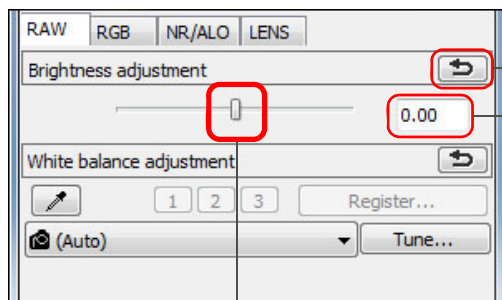 RAW RGB NR/ALO LENS
Brightness adjustment
0.00
White balance adjustment
1 2 3 Register...
(Auto) Tune...